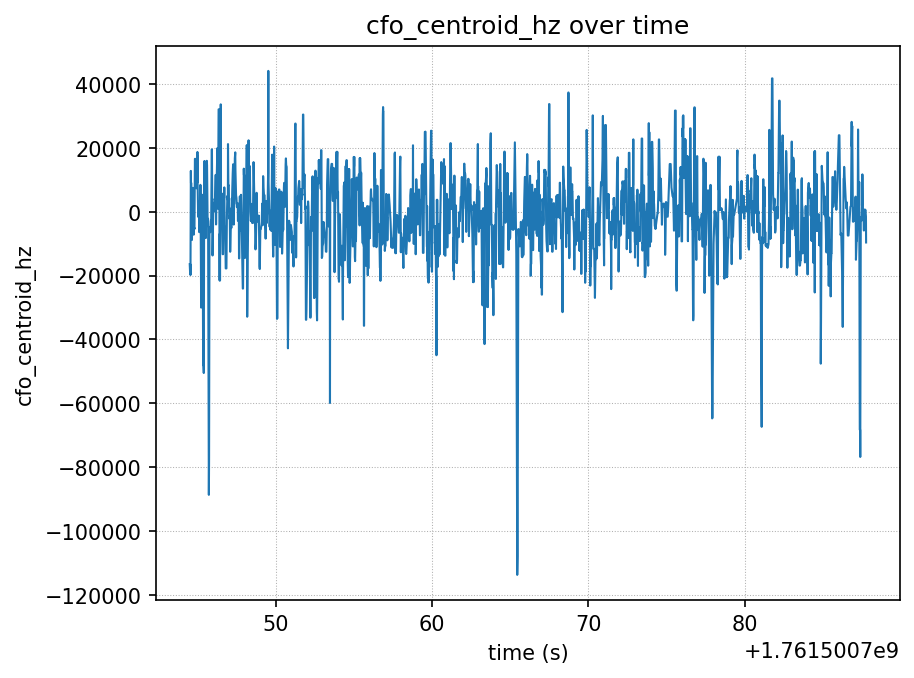 cfo_centroid_hz over time
cfo_centroid_hz
40000
20000
0
−20000
−40000
−60000
−80000
−100000
−120000
50 60 70 80
time (s)
+1.7615007e9